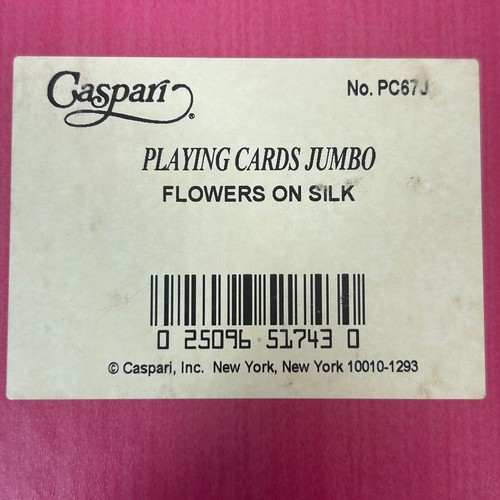 Caspari®
No. PC67J
PLAYING CARDS JUMBO
FLOWERS ON SILK
0 25096 51743 0
© Caspari, Inc. New York, New York 10010-1293